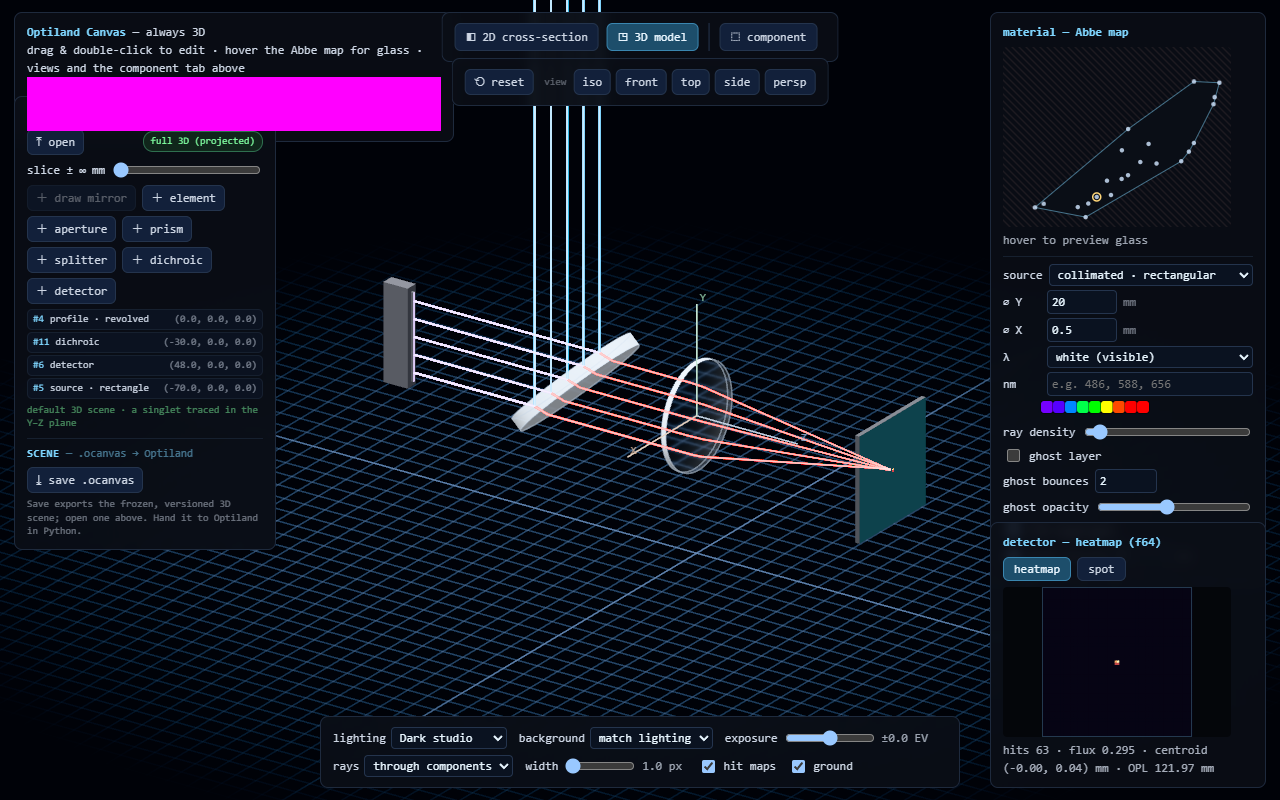 Optiland Canvas — always 3D
drag & double-click to edit · hover the Abbe map for glass ·
views and the component tab above
open
full 3D (projected)
slice ± ∞ mm
+ draw mirror
+ element
+ aperture
+ prism
+ splitter
+ dichroic
+ detector
#4 profile · revolved (0.0, 0.0, 0.0)
#11 dichroic (-30.0, 0.0, 0.0)
#6 detector (48.0, 0.0, 0.0)
#5 source · rectangle (-70.0, 0.0, 0.0)
default 3D scene · a singlet traced in the
Y–Z plane
SCENE — .ocanvas → Optiland
save .ocanvas
Save exports the frozen, versioned 3D
scene; open one above. Hand it to Optiland
in Python.
2D cross-section
3D model
component
reset
view
iso
front
top
side
persp
Y
X
lighting Dark studio background match lighting exposure ±0.0 EV
rays through components width 1.0 px hit maps ground
material — Abbe map
hover to preview glass
source collimated · rectangular
⌀ Y 20 mm
⌀ X 0.5 mm
λ white (visible)
nm e.g. 486, 588, 656
ray density
ghost layer
ghost bounces 2
ghost opacity
detector — heatmap (f64)
heatmap
spot
hits 63 · flux 0.295 · centroid
(-0.00, 0.04) mm · OPL 121.97 mm